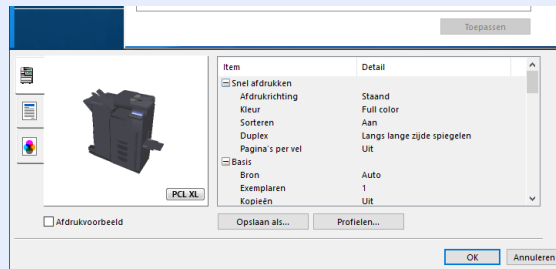 Toepassen
Item Detail
Snel afdrukken
Afdrukrichting Staand
Kleur Full color
Sorteren Aan
Duplex Langs lange zijde spiegelen
Pagina's per vel Uit
Basis
Bron Auto
Exemplaren 1
Kopieën Uit
PCL XL
Afdrukvoorbeeld
Opslaan als... Profielen...
OK Annuleren